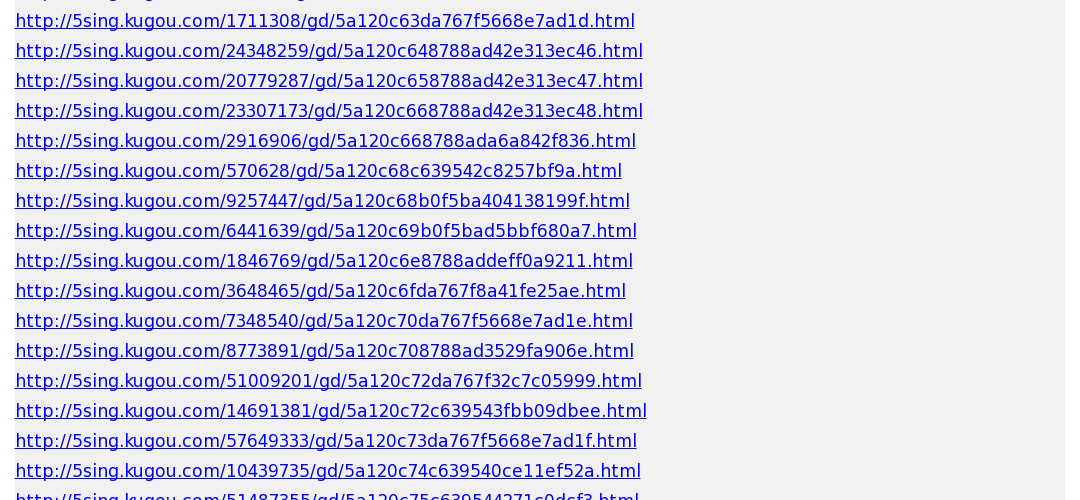 http://5sing.kugou.com/1711308/gd/5a120c63da767f5668e7ad1d.html
http://5sing.kugou.com/24348259/gd/5a120c648788ad42e313ec46.html
http://5sing.kugou.com/20779287/gd/5a120c658788ad42e313ec47.html
http://5sing.kugou.com/23307173/gd/5a120c668788ad42e313ec48.html
http://5sing.kugou.com/2916906/gd/5a120c668788ada6a842f836.html
http://5sing.kugou.com/570628/gd/5a120c68c639542c8257bf9a.html
http://5sing.kugou.com/9257447/gd/5a120c68b0f5ba404138199f.html
http://5sing.kugou.com/6441639/gd/5a120c69b0f5bad5bbf680a7.html
http://5sing.kugou.com/1846769/gd/5a120c6e8788addeff0a9211.html
http://5sing.kugou.com/3648465/gd/5a120c6fda767f8a41fe25ae.html
http://5sing.kugou.com/7348540/gd/5a120c70da767f5668e7ad1e.html
http://5sing.kugou.com/8773891/gd/5a120c708788ad3529fa906e.html
http://5sing.kugou.com/51009201/gd/5a120c72da767f32c7c05999.html
http://5sing.kugou.com/14691381/gd/5a120c72c639543fbb09dbee.html
http://5sing.kugou.com/57649333/gd/5a120c73da767f5668e7ad1f.html
http://5sing.kugou.com/10439735/gd/5a120c74c639540ce11ef52a.html